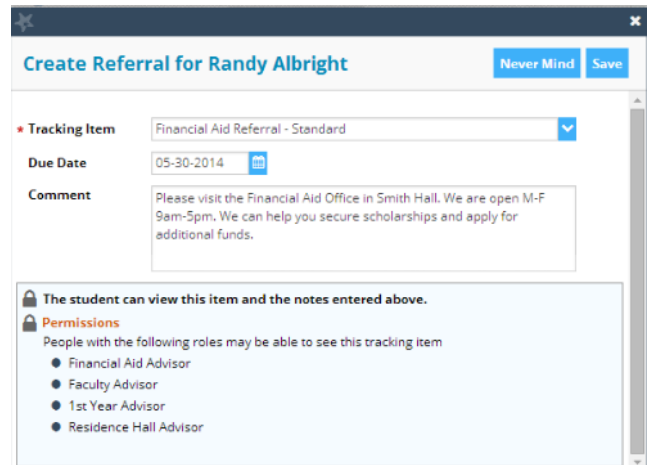 Create Referral for Randy Albright
Never Mind
Save
* Tracking Item
Financial Aid Referral - Standard
Due Date
05-30-2014
Comment
Please visit the Financial Aid Office in Smith Hall. We are open M-F
9am-5pm. We can help you secure scholarships and apply for
additional funds.
The student can view this item and the notes entered above.
Permissions
People with the following roles may be able to see this tracking item
Financial Aid Advisor
Faculty Advisor
1st Year Advisor
Residence Hall Advisor